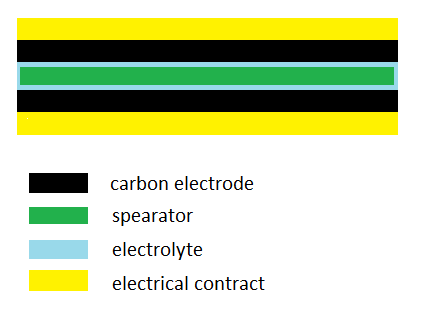 carbon electrode
spearator
electrolyte
electrical contract